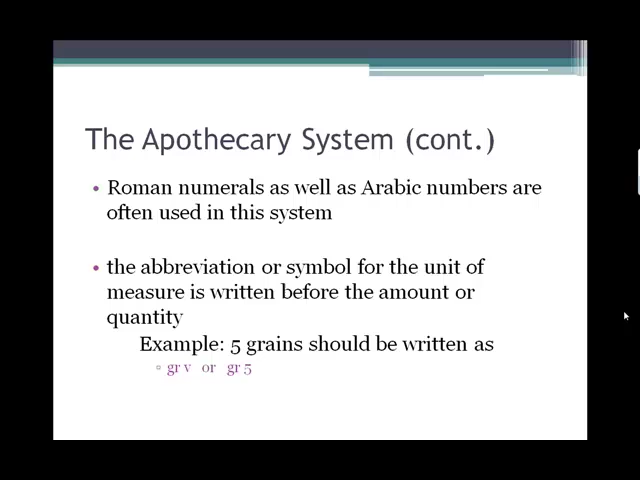 The Apothecary System (cont.)
• Roman numerals as well as Arabic numbers are
often used in this system
• the abbreviation or symbol for the unit of
measure is written before the amount or
quantity
Example: 5 grains should be written as
▫ gr v or gr 5